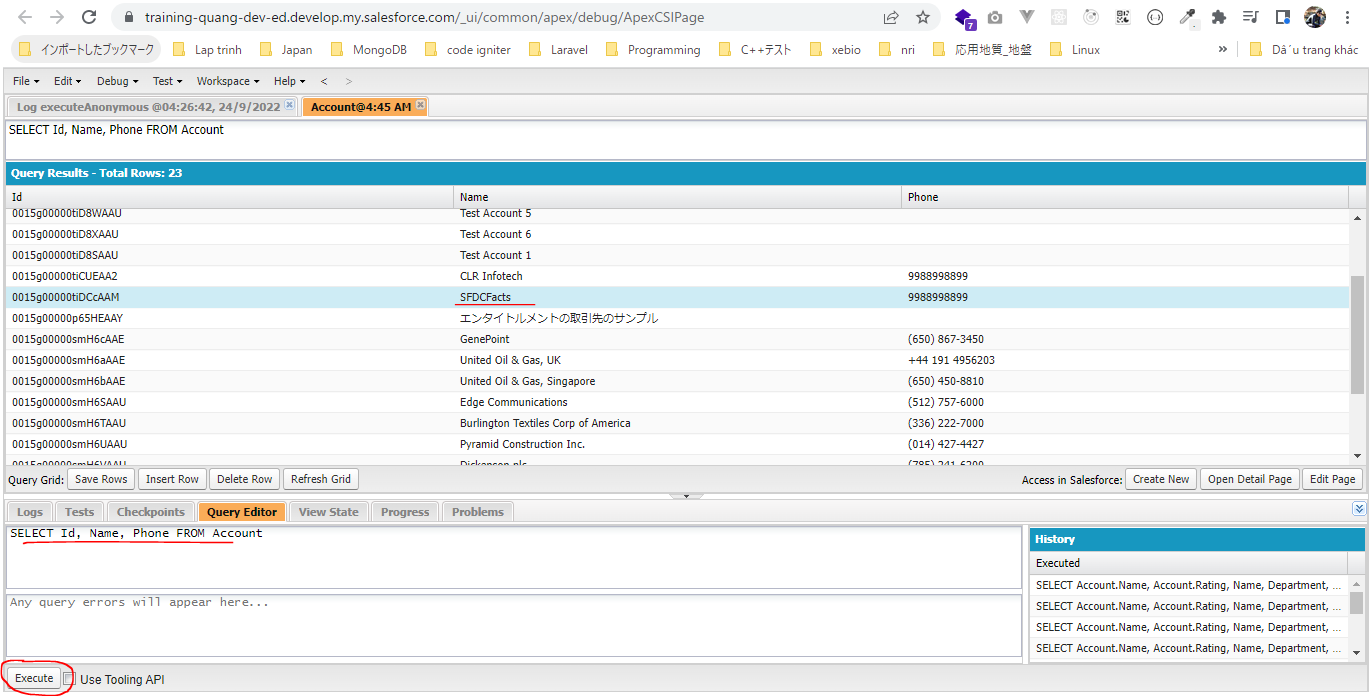 training-quang-dev-ed.develop.my.salesforce.com/_ui/common/apex/debug/ApexCSIPage
7
インポートしたブックマーク Lap trinh Japan MongoDB code igniter Laravel Programming C++テスト xebio nri 応用地質_地盤 Linux » Dấu trang khác
File Edit Debug Test Workspace Help < >
Log executeAnonymous @04:26:42, 24/9/2022 Account@4:45 AM
SELECT Id, Name, Phone FROM Account
Query Results - Total Rows: 23
Id Name Phone
0015g00000tiD8WAAU Test Account 5
0015g00000tiD8XAAU Test Account 6
0015g00000tiD8SAAU Test Account 1
0015g00000tiCUEAA2 CLR Infotech 9988998899
0015g00000tiDCcAAM SFDCFacts 9988998899
0015g00000p65HEAAY エンタイトルメントの取引先のサンプル
0015g00000smH6cAAE GenePoint (650) 867-3450
0015g00000smH6aAAE United Oil & Gas, UK +44 191 4956203
0015g00000smH6bAAE United Oil & Gas, Singapore (650) 450-8810
0015g00000smH6SAAU Edge Communications (512) 757-6000
0015g00000smH6TAAU Burlington Textiles Corp of America (336) 222-7000
0015g00000smH6UAAU Pyramid Construction Inc. (014) 427-4427
0015g00000smH6VAAU Dickenson plc (785) 241-6200
Query Grid: Save Rows Insert Row Delete Row Refresh Grid Access in Salesforce: Create New Open Detail Page Edit Page
Logs Tests Checkpoints Query Editor View State Progress Problems
SELECT Id, Name, Phone FROM Account
Any query errors will appear here...
History
Executed
SELECT Account.Name, Account.Rating, Name, Department, ...
SELECT Account.Name, Account.Rating, Name, Department, ...
SELECT Account.Name, Account.Rating, Name, Department, ...
SELECT Account.Name, Account.Rating, Name, Department, ...
Execute Use Tooling API